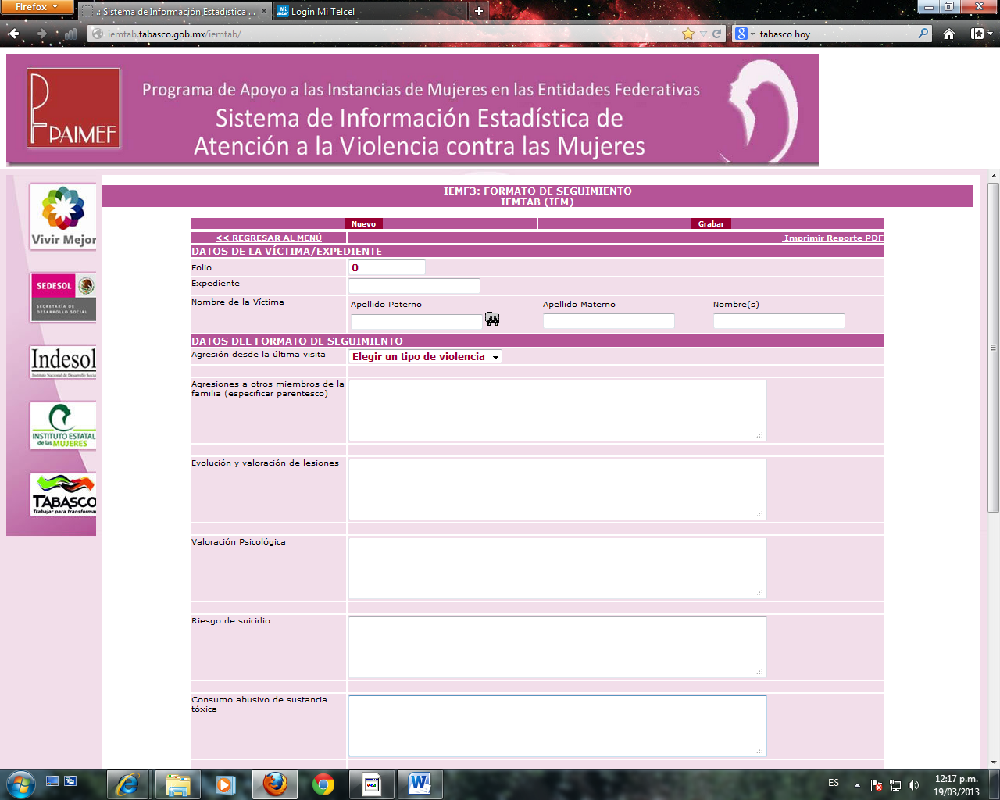 Firefox
.: Sistema de Información Estadística ...
Login Mi Telcel
iemtab.tabasco.gob.mx/iemtab/
tabasco hoy
PAIMEF
Programa de Apoyo a las Instancias de Mujeres en las Entidades Federativas
Sistema de Información Estadística de
Atención a la Violencia contra las Mujeres
Vivir Mejor
SEDESOL
SECRETARÍA DE
DESARROLLO SOCIAL
Indesol
Instituto Nacional de Desarrollo Social
INSTITUTO ESTATAL
de las MUJERES
TABASCO
Trabajar para transformar
IEMF3: FORMATO DE SEGUIMIENTO
IEMTAB (IEM)
Nuevo
Grabar
<< REGRESAR AL MENÚ
Imprimir Reporte PDF
DATOS DE LA VÍCTIMA/EXPEDIENTE
Folio
0
Expediente
Nombre de la Víctima
Apellido Paterno
Apellido Materno
Nombre(s)
DATOS DEL FORMATO DE SEGUIMIENTO
Agresión desde la última visita
Elegir un tipo de violencia
Agresiones a otros miembros de la
familia (especificar parentesco)
Evolución y valoración de lesiones
Valoración Psicológica
Riesgo de suicidio
Consumo abusivo de sustancia
tóxica
ES
12:17 p.m.
19/03/2013